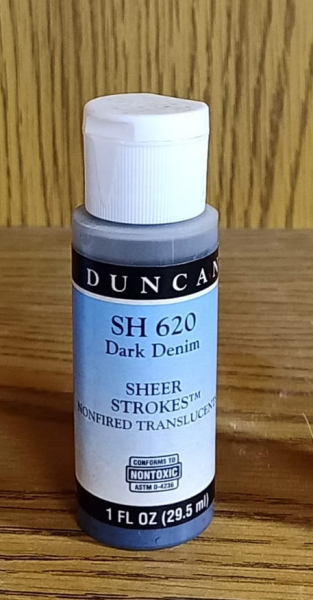 DUNCAN
SH 620
Dark Denim
SHEER
STROKES™
NONFIRED TRANSLUCENTS
CONFORMS TO
NONTOXIC
ASTM D-4236
1 FL OZ (29.5 ml)